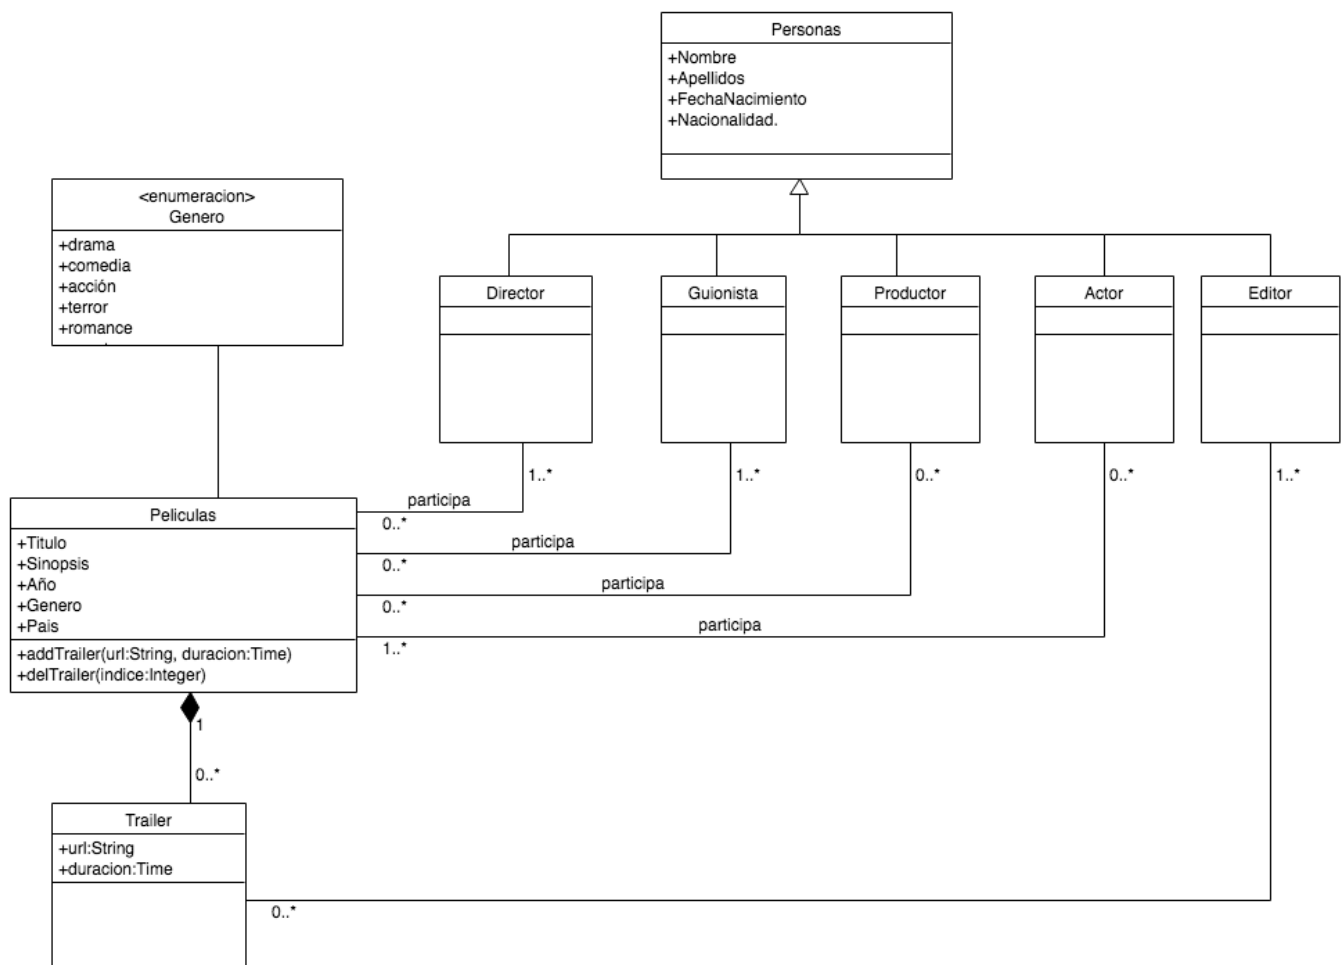 Personas
+Nombre
+Apellidos
+FechaNacimiento
+Nacionalidad.
<enumeracion>
Genero
+drama
+comedia
+acción
+terror
+romance
Director
Guionista
Productor
Actor
Editor
1..*
1..*
0..*
0..*
1..*
participa
0..*
participa
0..*
participa
0..*
participa
1..*
Peliculas
+Titulo
+Sinopsis
+Año
+Genero
+Pais
+addTrailer(url:String, duracion:Time)
+delTrailer(indice:Integer)
1
0..*
Trailer
+url:String
+duracion:Time
0..*